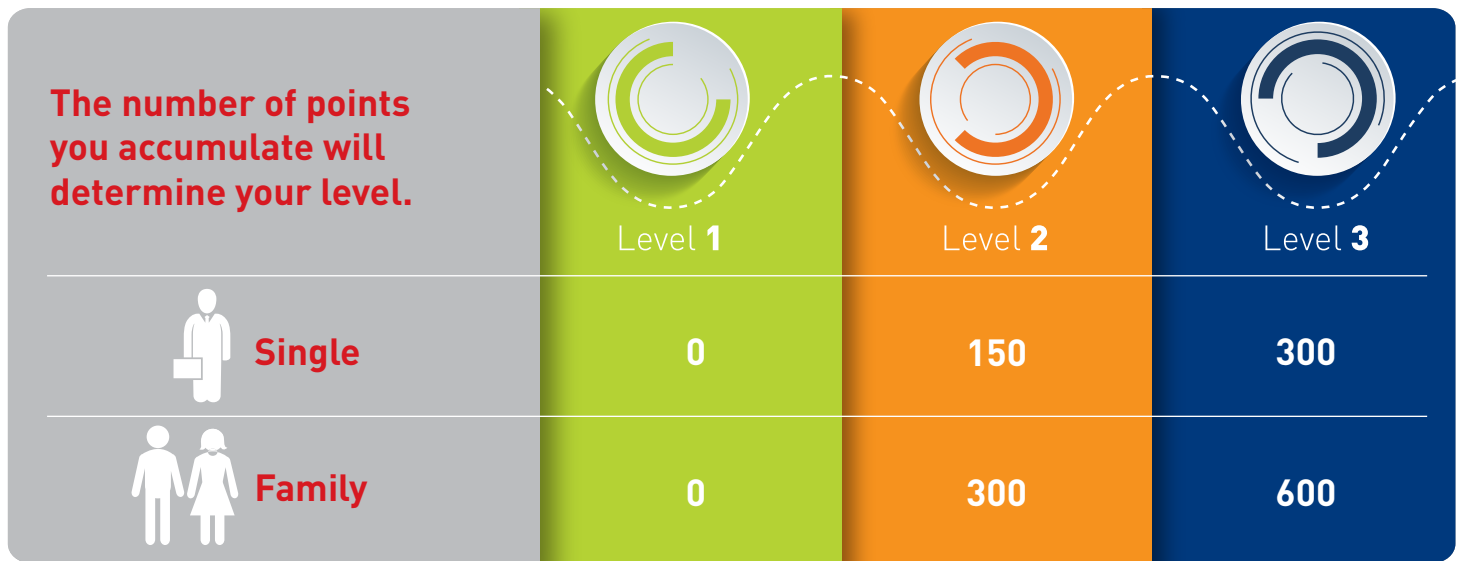 The number of points
you accumulate will
determine your level.
Level 1 Level 2 Level 3
Single 0 150 300
Family 0 300 600